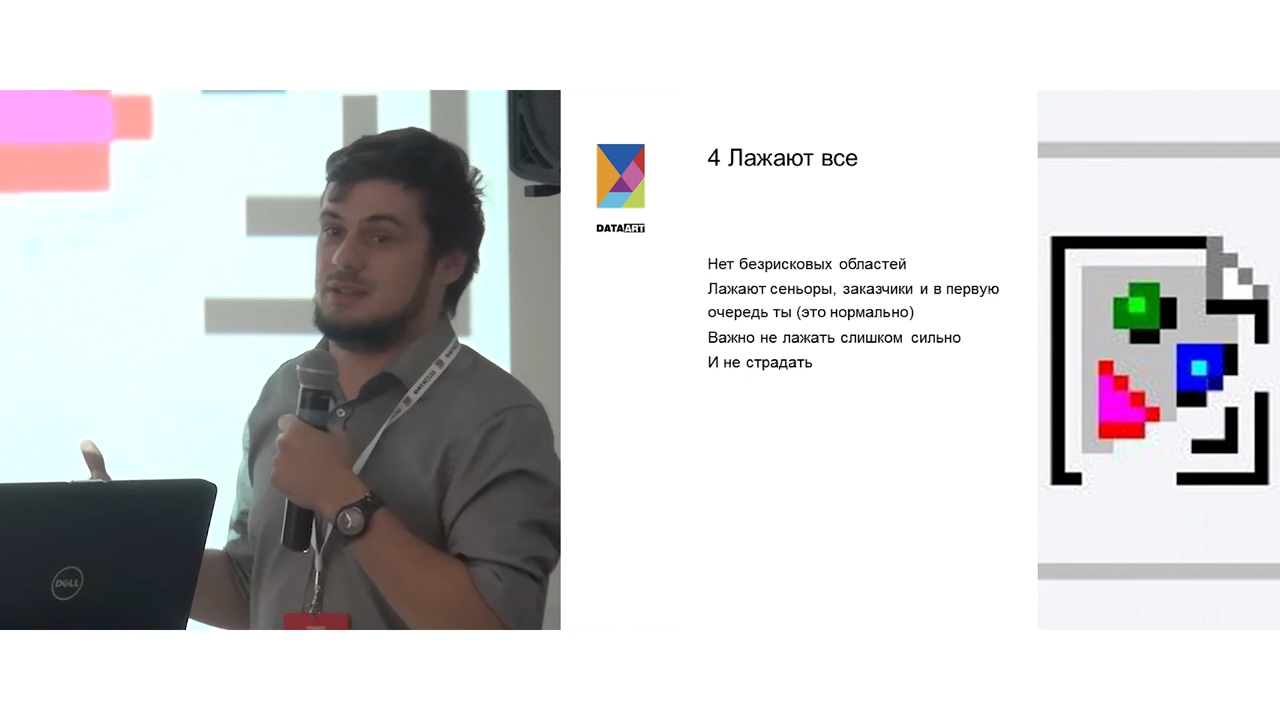 4 Лажают все
DATAART
Нет безрисковых областей
Лажают сеньоры, заказчики и в первую
очередь ты (это нормально)
Важно не лажать слишком сильно
И не страдать
DELL